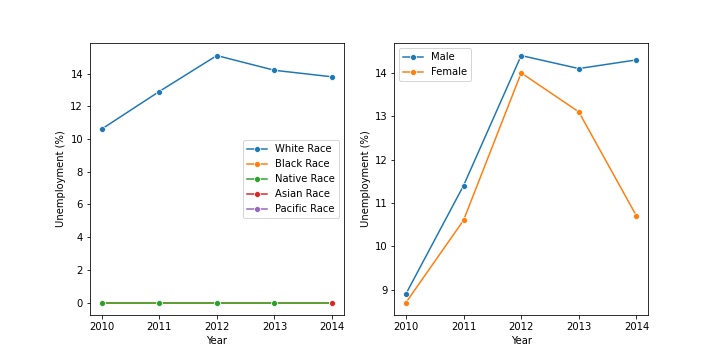 Unemployment (%)
14
12
10
8
6
4
2
0
White Race
Black Race
Native Race
Asian Race
Pacific Race
2010 2011 2012 2013 2014
Year
Unemployment (%)
14
13
12
11
10
9
Male
Female
2010 2011 2012 2013 2014
Year